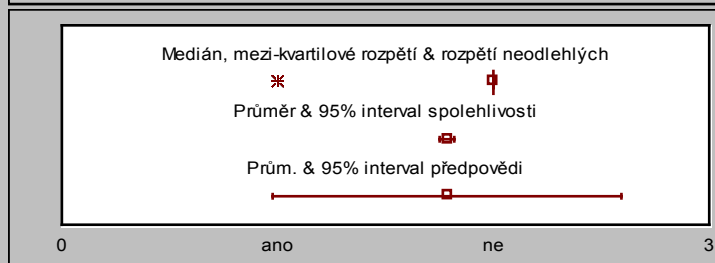 Medián, mezi-kvartilové rozpětí & rozpětí neodlehlých
Průměr & 95% interval spolehlivosti
Prům. & 95% interval předpovědi
0 ano ne 3